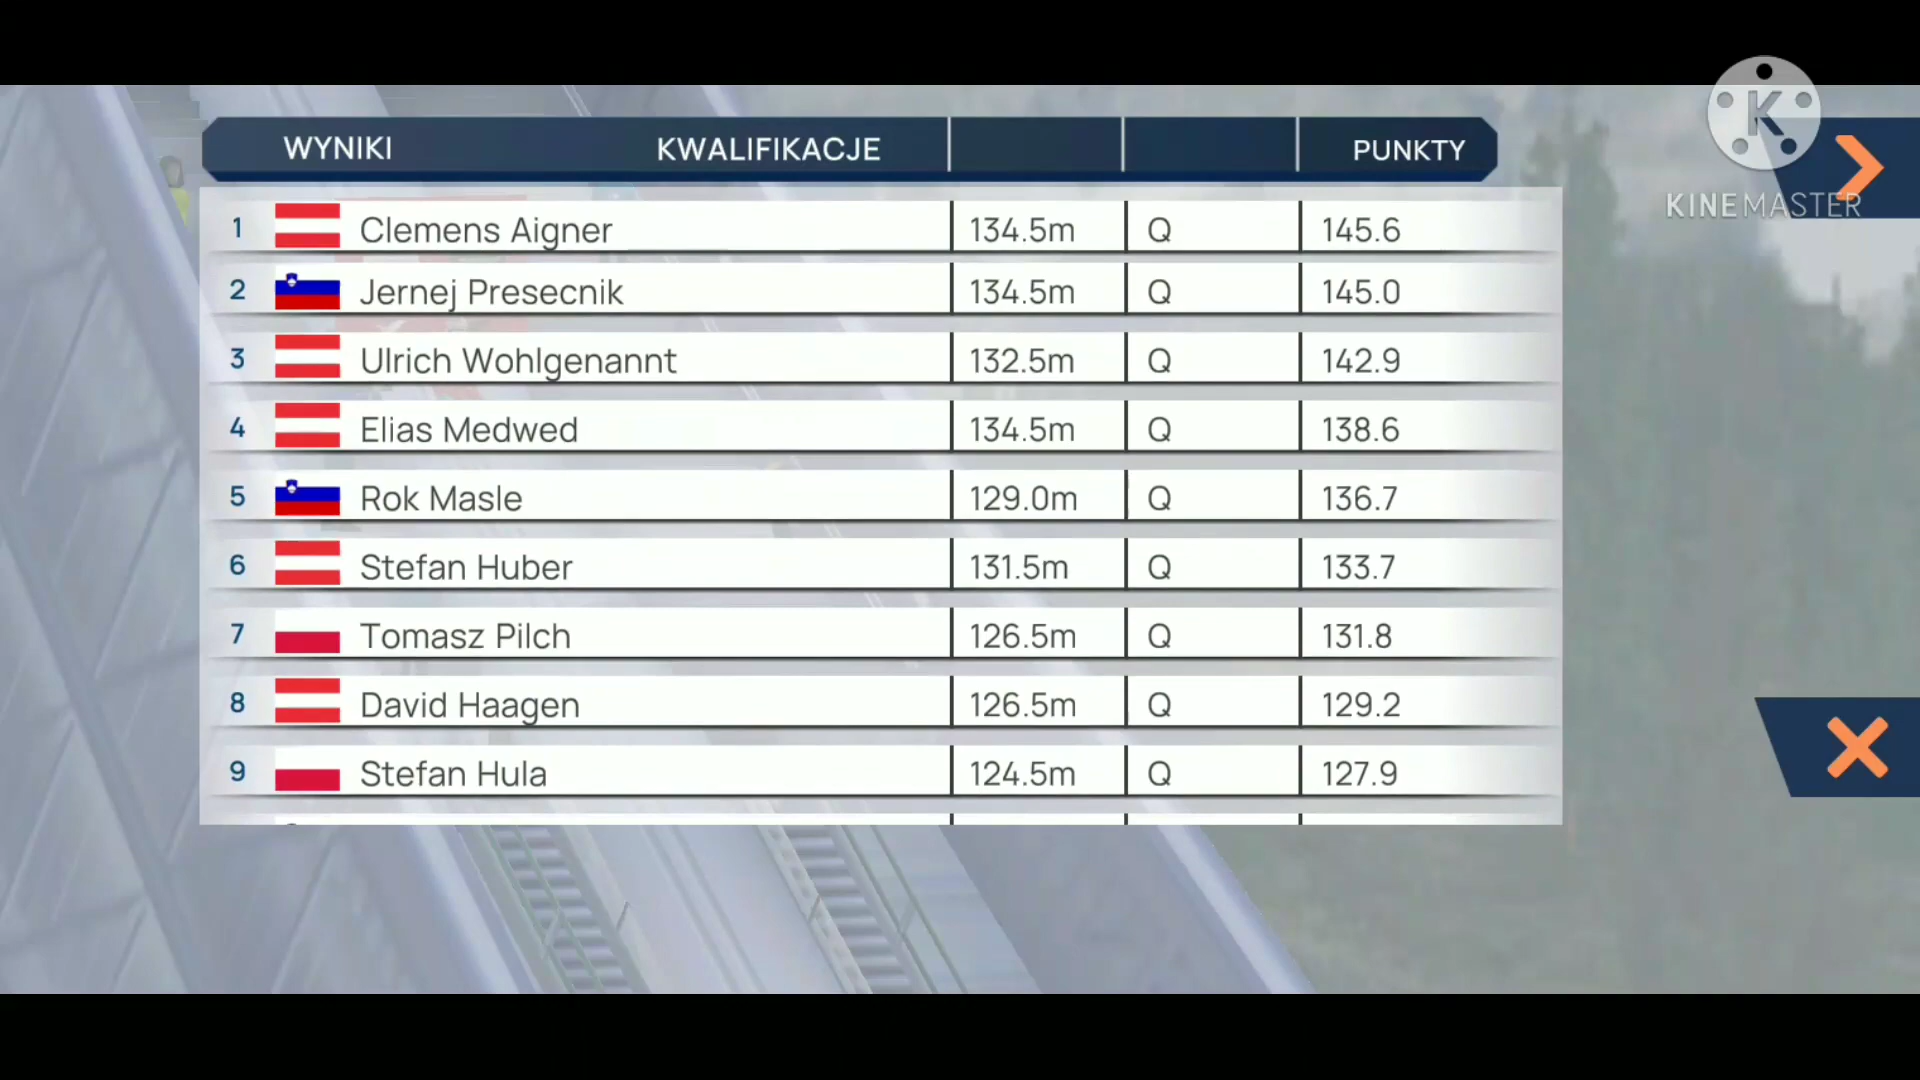 WYNIKI KWALIFIKACJE PUNKTY
K
KINEMASTER
1 Clemens Aigner 134.5m Q 145.6
2 Jernej Presecnik 134.5m Q 145.0
3 Ulrich Wohlgenannt 132.5m Q 142.9
4 Elias Medwed 134.5m Q 138.6
5 Rok Masle 129.0m Q 136.7
6 Stefan Huber 131.5m Q 133.7
7 Tomasz Pilch 126.5m Q 131.8
8 David Haagen 126.5m Q 129.2
9 Stefan Hula 124.5m Q 127.9